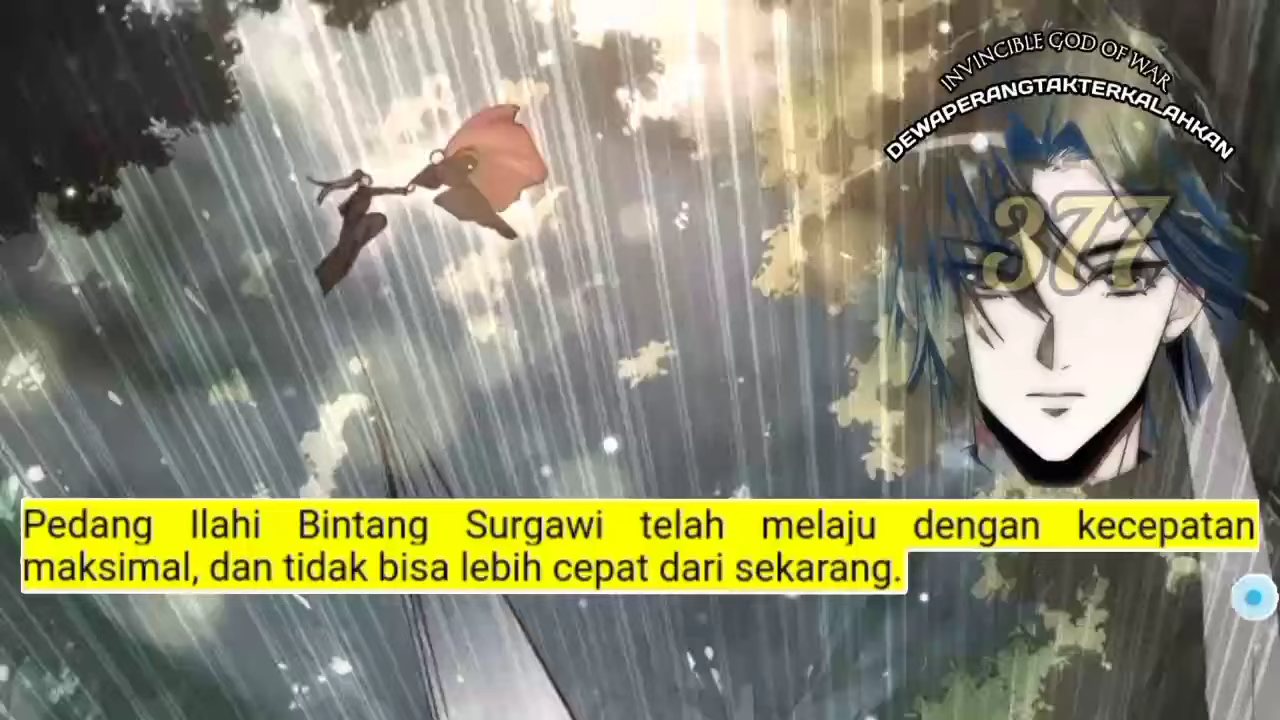 INVINCIBLE GOD OF WAR
DEWAPERANGTAKTERKALAHKAN
377
Pedang Ilahi Bintang Surgawi telah melaju dengan kecepatan
maksimal, dan tidak bisa lebih cepat dari sekarang.